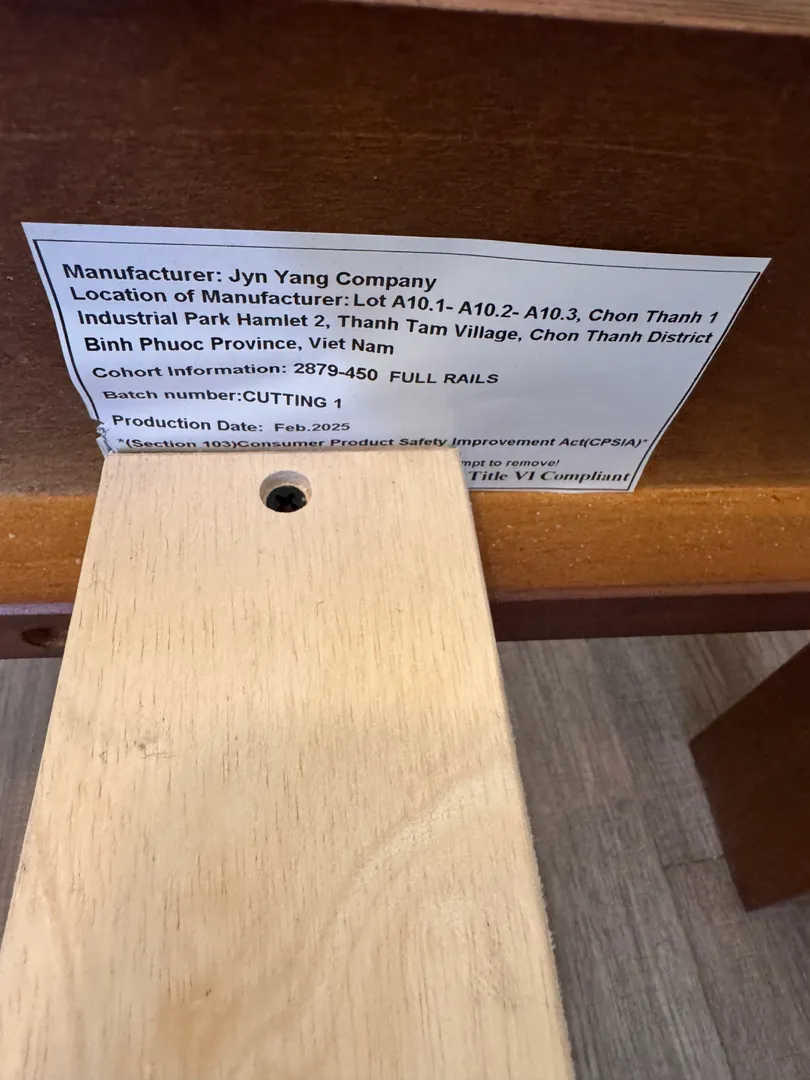 Manufacturer: Jyn Yang Company
Location of Manufacturer: Lot A10.1- A10.2- A10.3, Chon Thanh 1
Industrial Park Hamlet 2, Thanh Tam Village, Chon Thanh District
Binh Phuoc Province, Viet Nam
Cohort Information: 2879-450 FULL RAILS
Batch number:CUTTING 1
Production Date: Feb.2025
*(Section 103)Consumer Product Safety Improvement Act(CPSIA)*
to remove!
Title VI Compliant